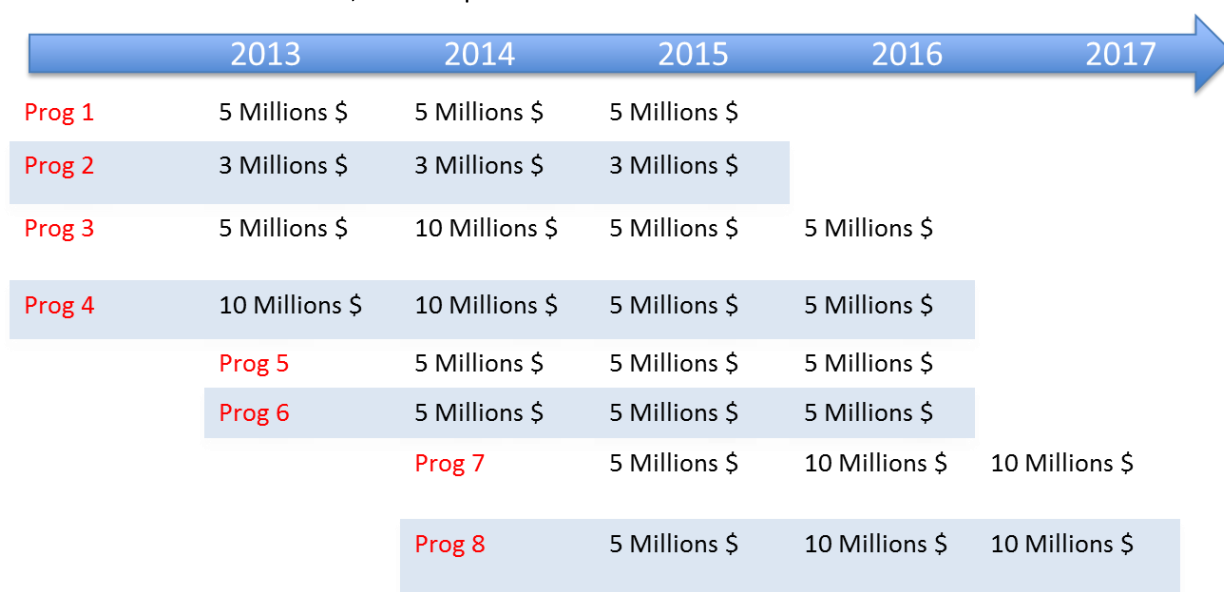 2013 2014 2015 2016 2017
Prog 1 5 Millions $ 5 Millions $ 5 Millions $
Prog 2 3 Millions $ 3 Millions $ 3 Millions $
Prog 3 5 Millions $ 10 Millions $ 5 Millions $ 5 Millions $
Prog 4 10 Millions $ 10 Millions $ 5 Millions $ 5 Millions $
Prog 5 5 Millions $ 5 Millions $ 5 Millions $
Prog 6 5 Millions $ 5 Millions $ 5 Millions $
Prog 7 5 Millions $ 10 Millions $ 10 Millions $
Prog 8 5 Millions $ 10 Millions $ 10 Millions $